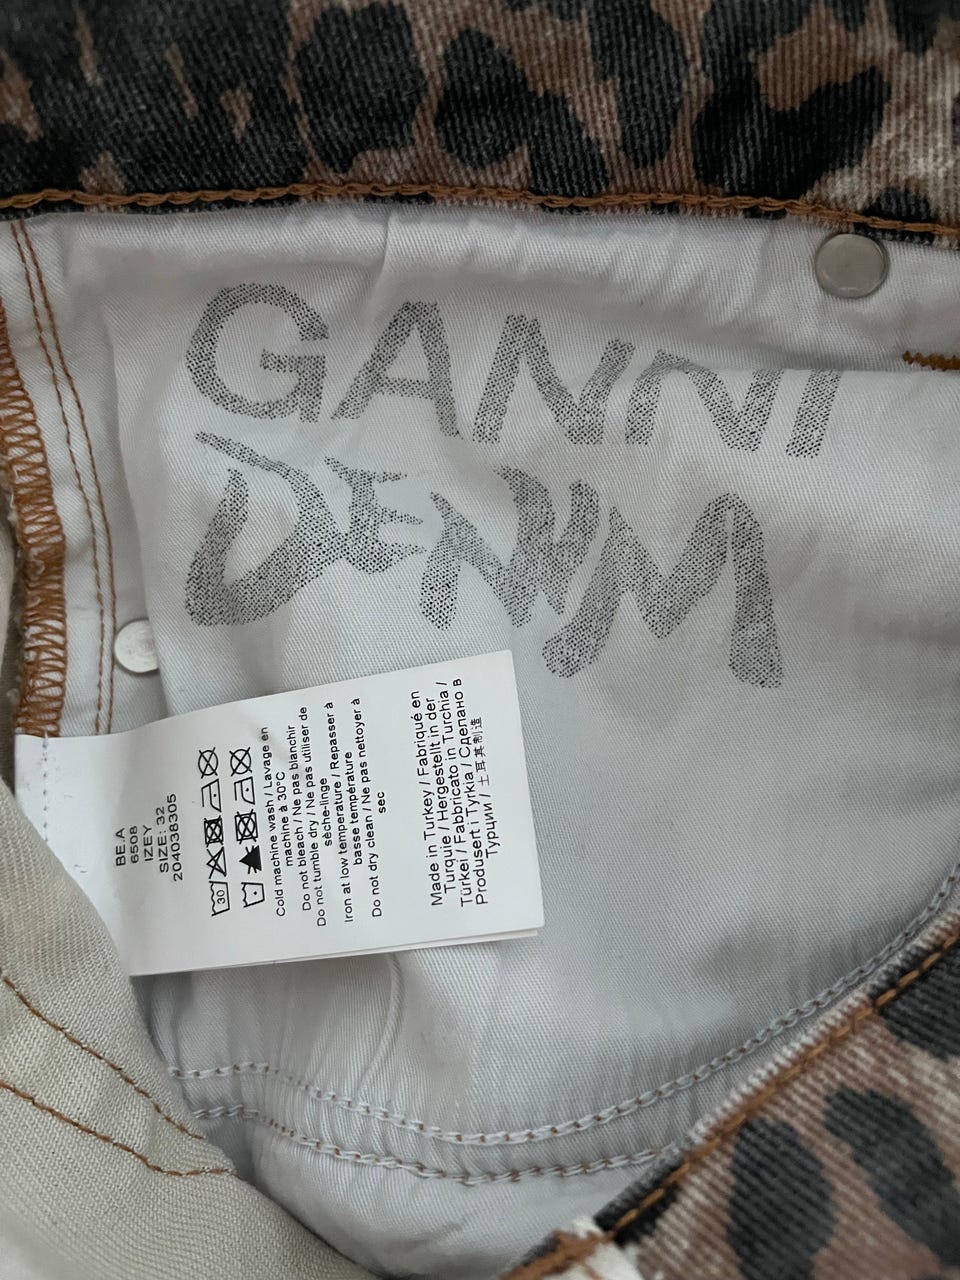 GANNI
DENIM
BE.A
6508
IZEY
SIZE: 32
204038305
30
Cold machine wash / Lavage en
machine à 30°C
Do not bleach / Ne pas blanchir
Do not tumble dry / Ne pas utiliser de
sèche-linge
Iron at low temperature / Repasser à
basse température
Do not dry clean / Ne pas nettoyer à
sec
Made in Turkey / Fabriqué en
Turquie / Hergestellt in der
Türkei / Fabbricato in Turchia /
Produsert i Tyrkia / Сделано в
Турции / 土耳其制造